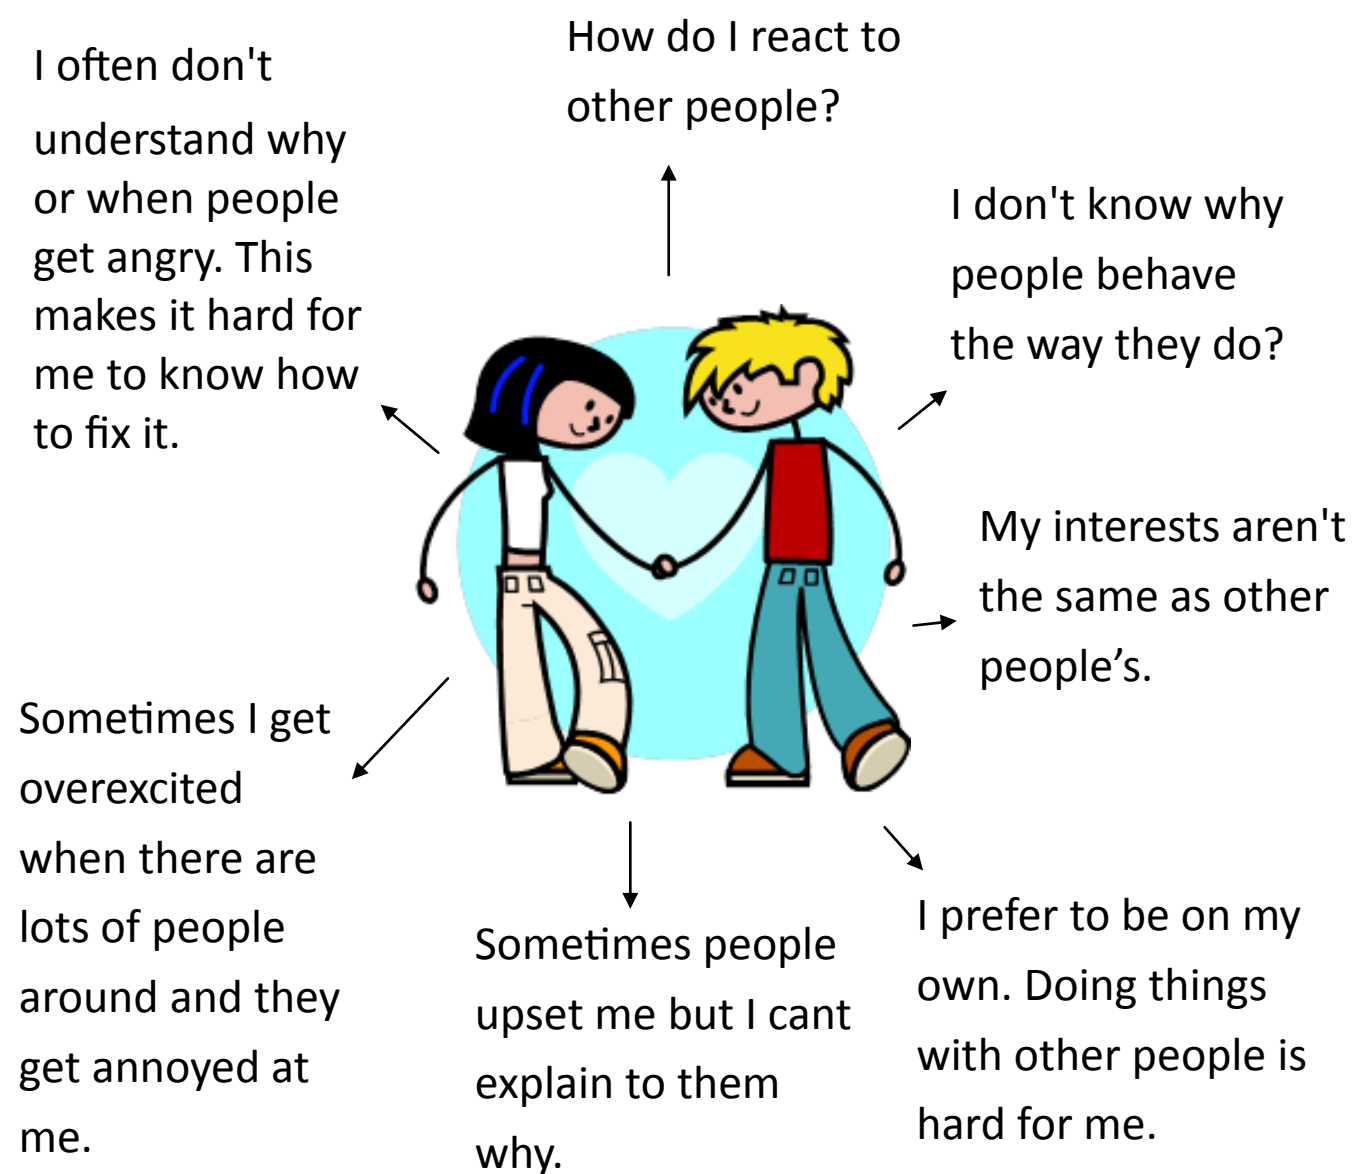 How do I react to
other people?
I often don't
understand why
or when people
get angry. This
makes it hard for
me to know how
to fix it.
I don't know why
people behave
the way they do?
My interests aren't
the same as other
people’s.
Sometimes I get
overexcited
when there are
lots of people
around and they
get annoyed at
me.
Sometimes people
upset me but I cant
explain to them
why.
I prefer to be on my
own. Doing things
with other people is
hard for me.